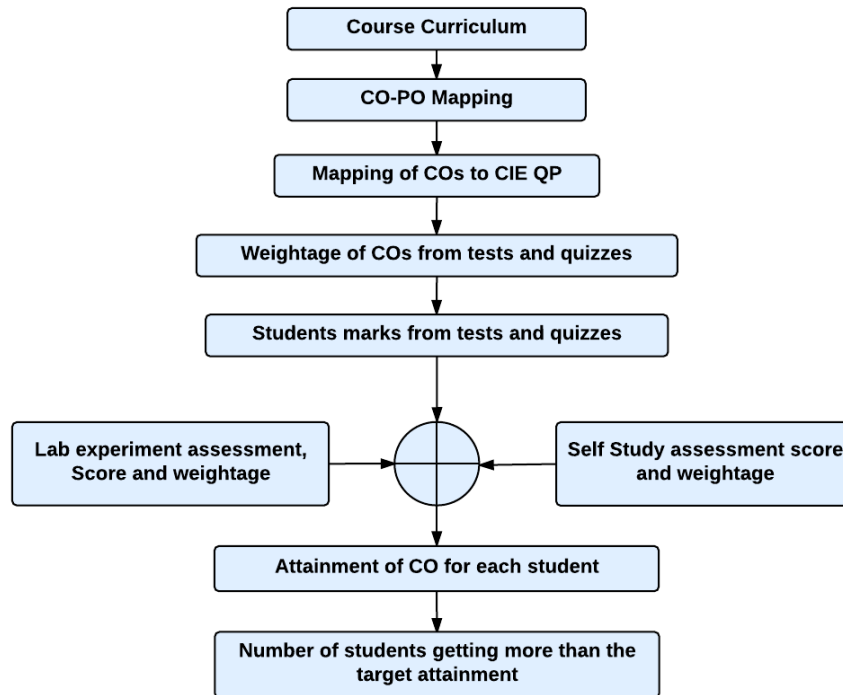 Course Curriculum
CO-PO Mapping
Mapping of COs to CIE QP
Weightage of COs from tests and quizzes
Students marks from tests and quizzes
Lab experiment assessment,
Score and weightage
Self Study assessment score
and weightage
Attainment of CO for each student
Number of students getting more than the
target attainment